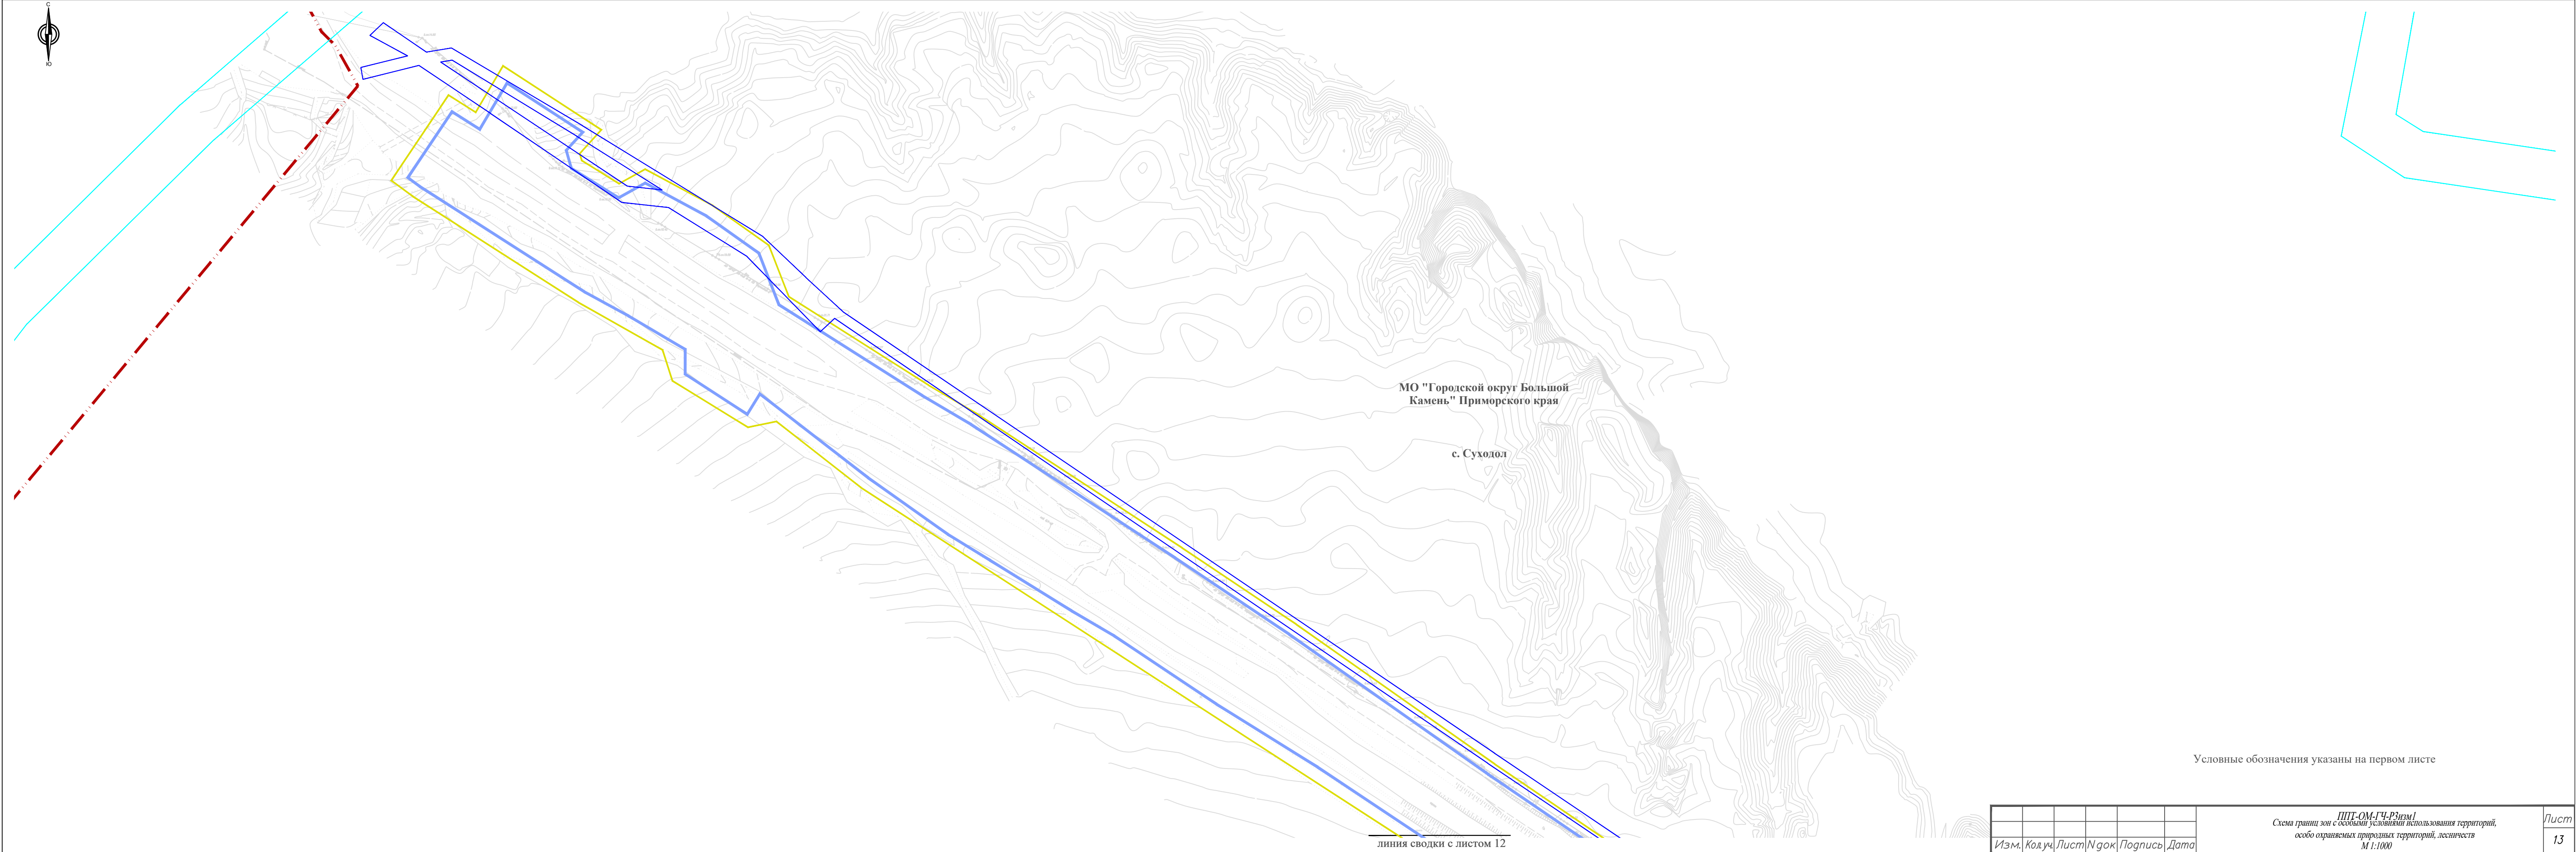 С
Ю
МО "Городской округ Большой
Камень" Приморского края
с. Суходол
Условные обозначения указаны на первом листе
линия сводки с листом 12
ППТ-ОМ-ГЧ-Р3изм1
Схема границ зон с особыми условиями использования территорий,
особо охраняемых природных территорий, лесничеств
М 1:1000
Лист
13
Изм. Кол.уч. Лист N док Подпись Дата